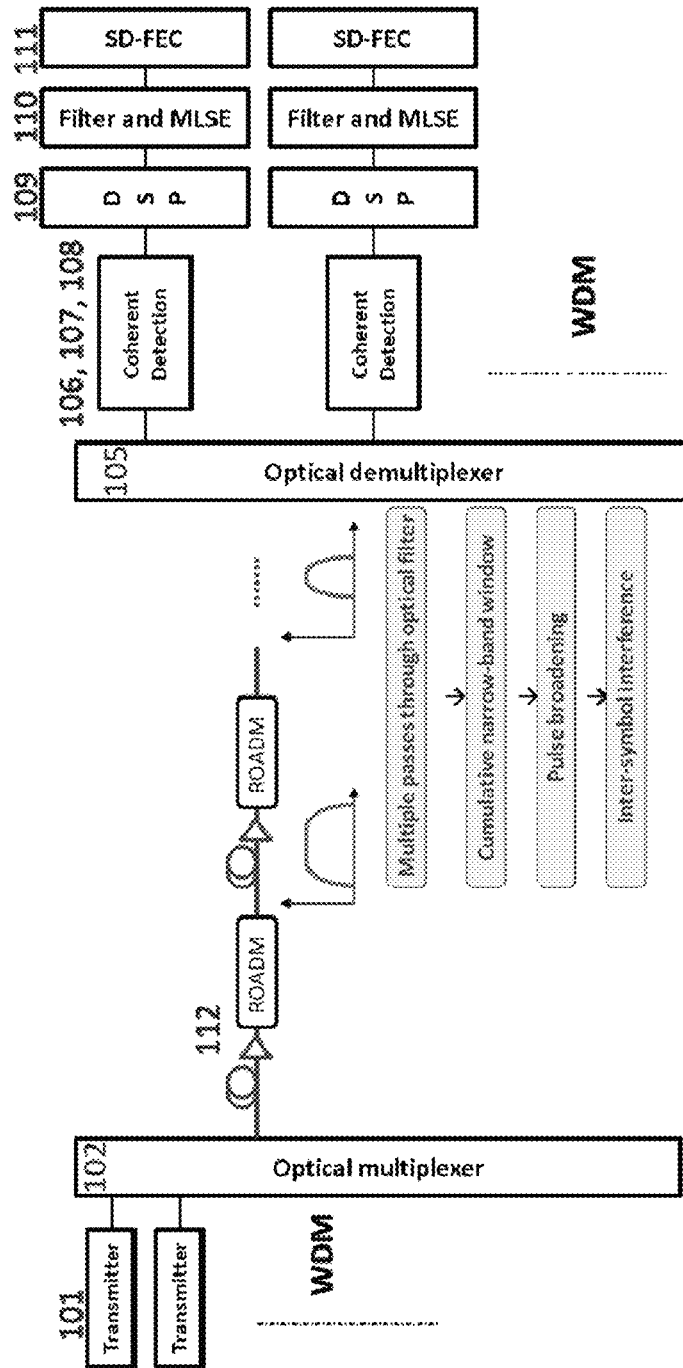 101
Transmitter
Transmitter
WDM
102
Optical multiplexer
112
ROADM
ROADM
Multiple passes through optical filter
Cumulative narrow-band window
Pulse broadening
Inter-symbol interference
105
Optical demultiplexer
106, 107, 108
Coherent
Detection
Coherent
Detection
WDM
109
D S P
D S P
110
Filter and MLSE
Filter and MLSE
111
SD-FEC
SD-FEC